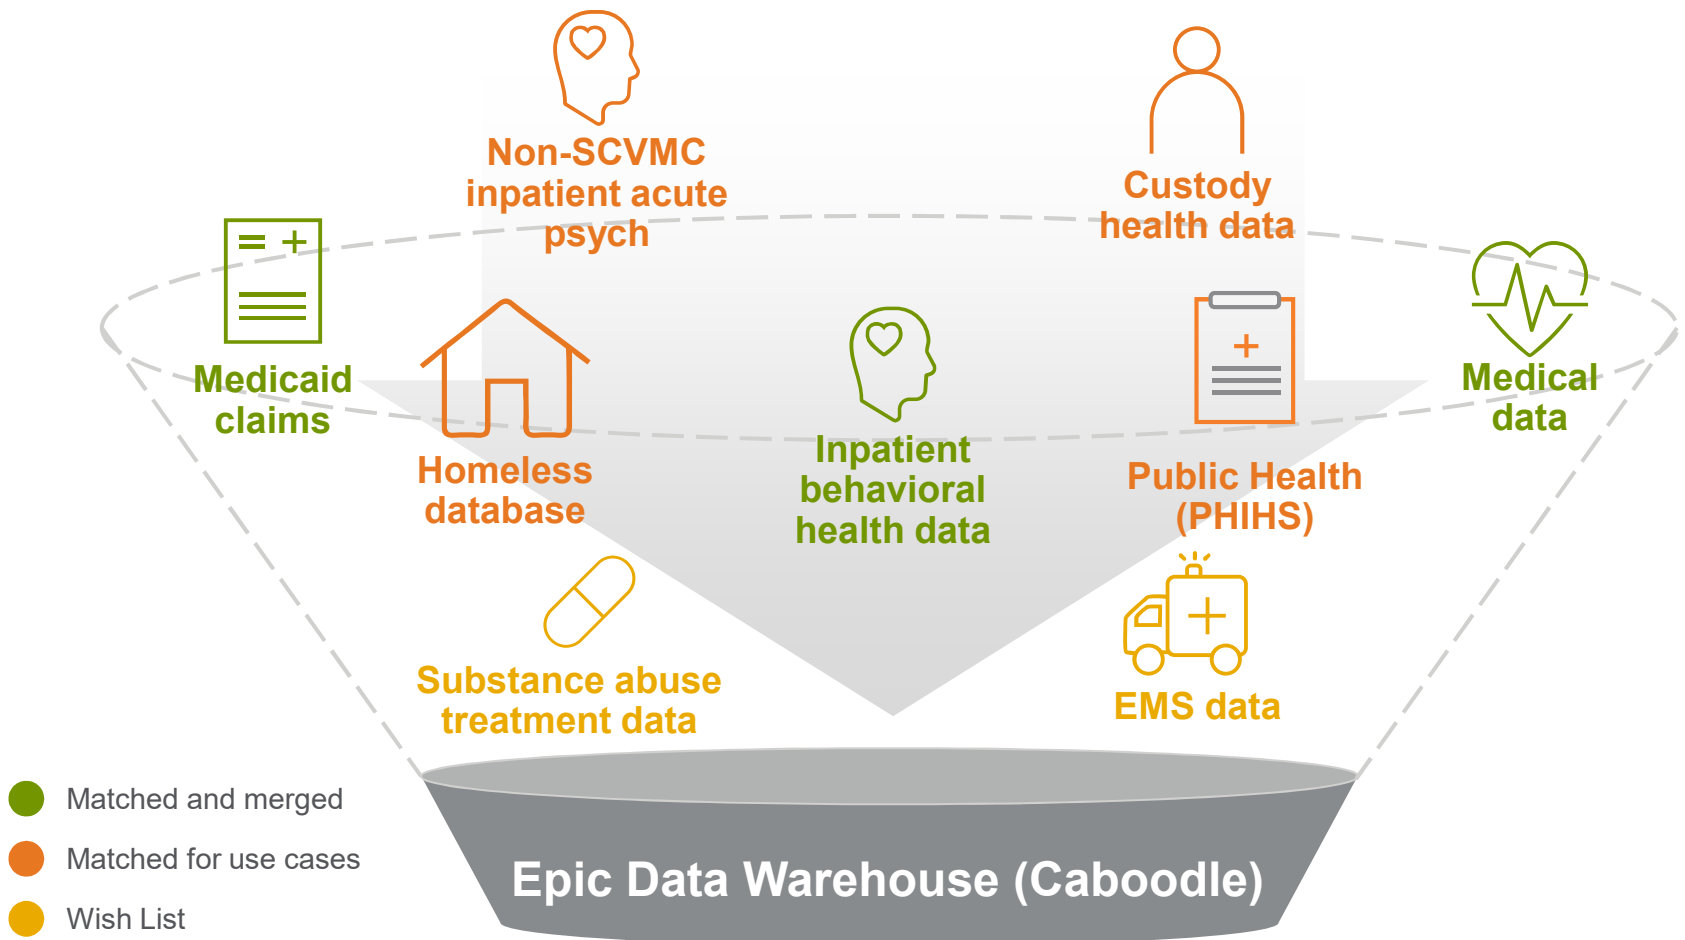 Non-SCVMC
inpatient acute
psych
Custody
health data
Medicaid
claims
Homeless
database
Inpatient
behavioral
health data
Public Health
(PHIHS)
Medical
data
Substance abuse
treatment data
EMS data
Matched and merged
Matched for use cases
Wish List
Epic Data Warehouse (Caboodle)